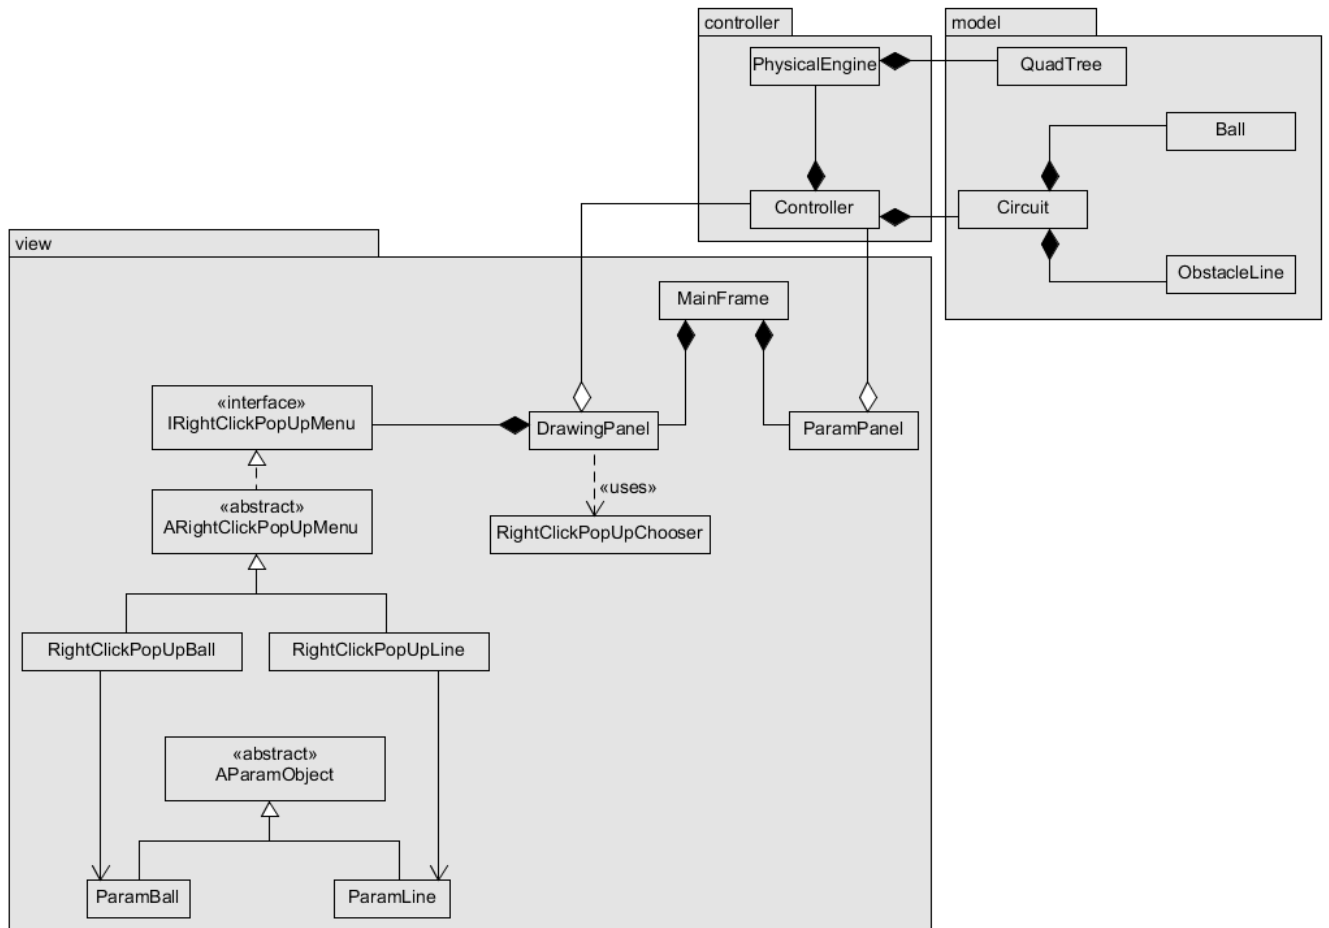 controller
model
PhysicalEngine
QuadTree
Ball
Controller
Circuit
ObstacleLine
view
MainFrame
«interface»
IRightClickPopUpMenu
DrawingPanel
ParamPanel
«uses»
«abstract»
ARightClickPopUpMenu
RightClickPopUpChooser
RightClickPopUpBall
RightClickPopUpLine
«abstract»
AParamObject
ParamBall
ParamLine